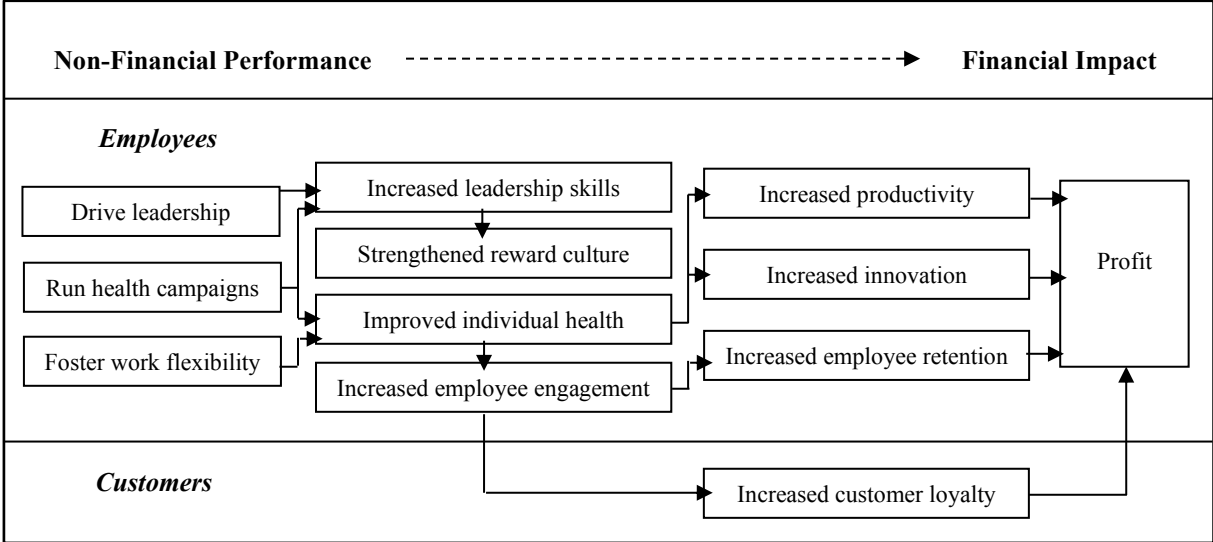 Non-Financial Performance
Financial Impact
Employees
Drive leadership
Run health campaigns
Foster work flexibility
Increased leadership skills
Strengthened reward culture
Improved individual health
Increased employee engagement
Increased productivity
Increased innovation
Increased employee retention
Profit
Customers
Increased customer loyalty